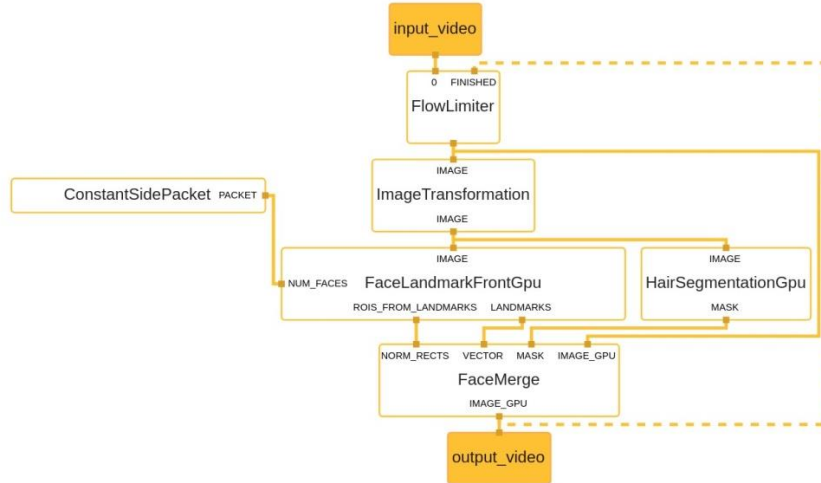 input_video
0 FINISHED
FlowLimiter
IMAGE
ImageTransformation
IMAGE
ConstantSidePacket PACKET
IMAGE
NUM_FACES FaceLandmarkFrontGpu
ROIS_FROM_LANDMARKS LANDMARKS
IMAGE
HairSegmentationGpu
MASK
NORM_RECTS VECTOR MASK IMAGE_GPU
FaceMerge
IMAGE_GPU
output_video